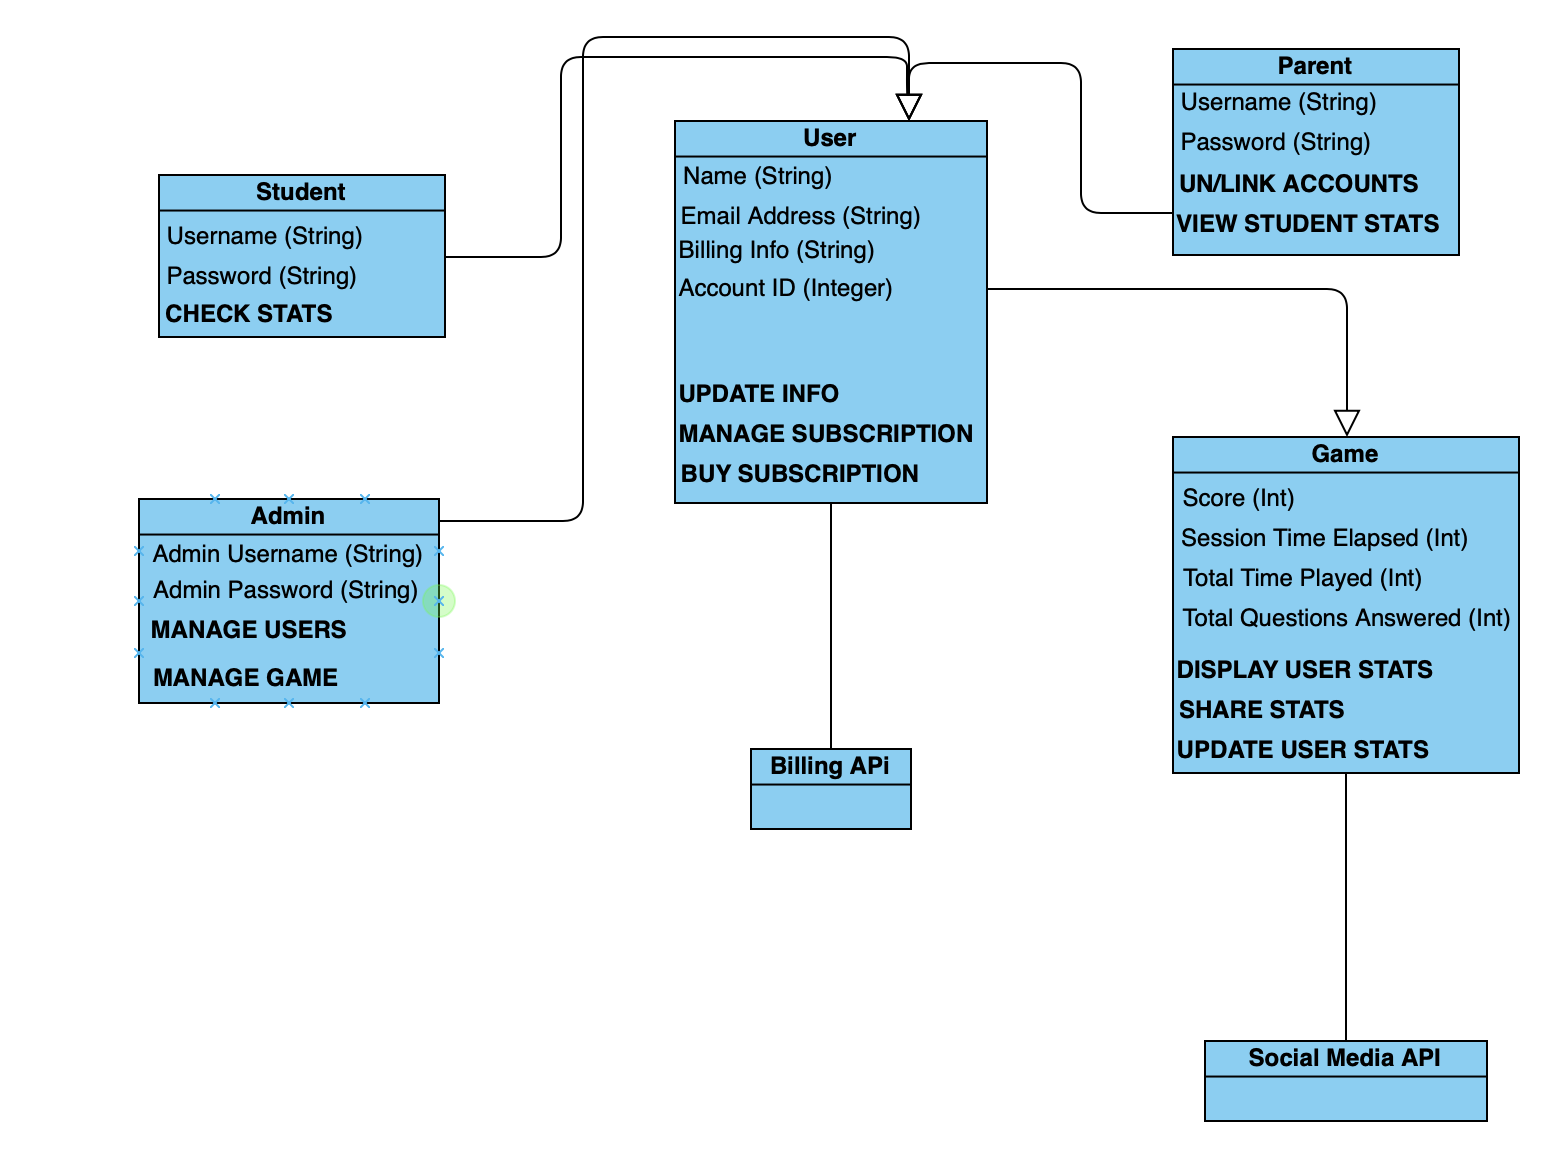 Parent
Username (String)
Password (String)
UN/LINK ACCOUNTS
VIEW STUDENT STATS
User
Name (String)
Email Address (String)
Billing Info (String)
Account ID (Integer)
UPDATE INFO
MANAGE SUBSCRIPTION
BUY SUBSCRIPTION
Student
Username (String)
Password (String)
CHECK STATS
Admin
Admin Username (String)
Admin Password (String)
MANAGE USERS
MANAGE GAME
Game
Score (Int)
Session Time Elapsed (Int)
Total Time Played (Int)
Total Questions Answered (Int)
DISPLAY USER STATS
SHARE STATS
UPDATE USER STATS
Billing APi
Social Media API